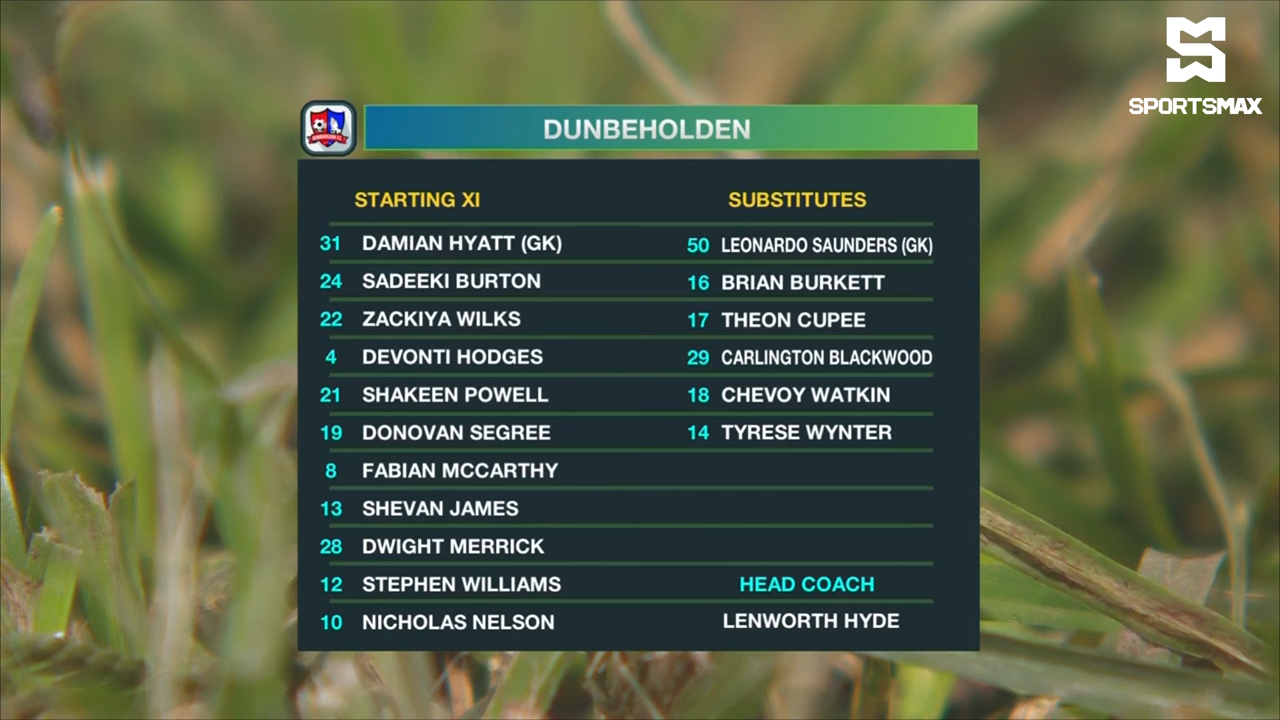 SPORTSMAX
DUNBEHOLDEN
STARTING XI
31 DAMIAN HYATT (GK)
24 SADEEKI BURTON
22 ZACKIYA WILKS
4 DEVONTI HODGES
21 SHAKEEN POWELL
19 DONOVAN SEGREE
8 FABIAN MCCARTHY
13 SHEVAN JAMES
28 DWIGHT MERRICK
12 STEPHEN WILLIAMS
10 NICHOLAS NELSON
SUBSTITUTES
50 LEONARDO SAUNDERS (GK)
16 BRIAN BURKETT
17 THEON CUPEE
29 CARLINGTON BLACKWOOD
18 CHEVOY WATKIN
14 TYRESE WYNTER
HEAD COACH
LENWORTH HYDE